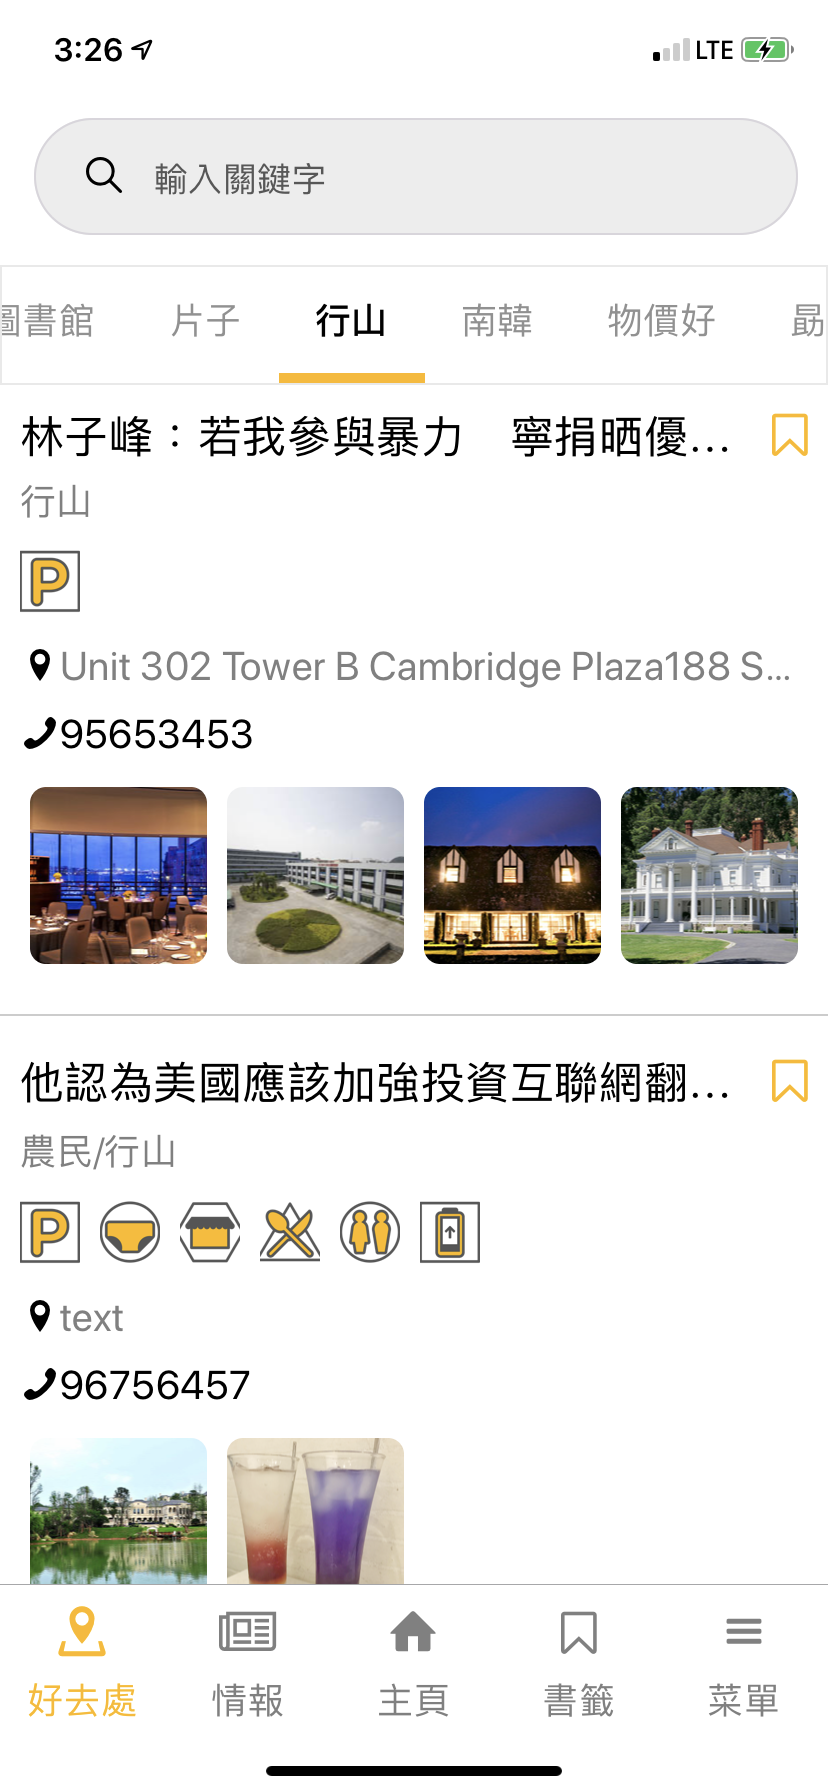 3:26
LTE
輸入關鍵字
圖書館 片子 行山 南韓 物價好
林子峰：若我參與暴力　寧捐晒優...
行山
P
Unit 302 Tower B Cambridge Plaza188 S...
95653453
他認為美國應該加強投資互聯網翻...
農民/行山
P
text
96756457
好去處 情報 主頁 書籤 菜單